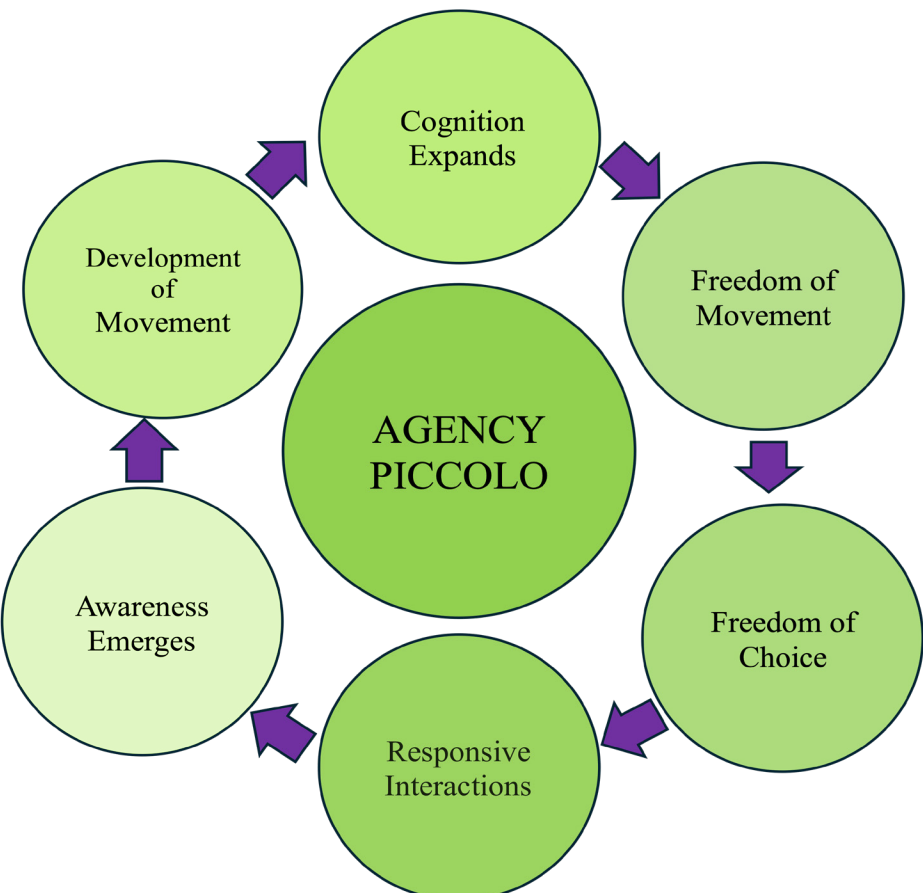 Cognition
Expands
Development
of
Movement
Freedom of
Movement
AGENCY
PICCOLO
Awareness
Emerges
Freedom of
Choice
Responsive
Interactions